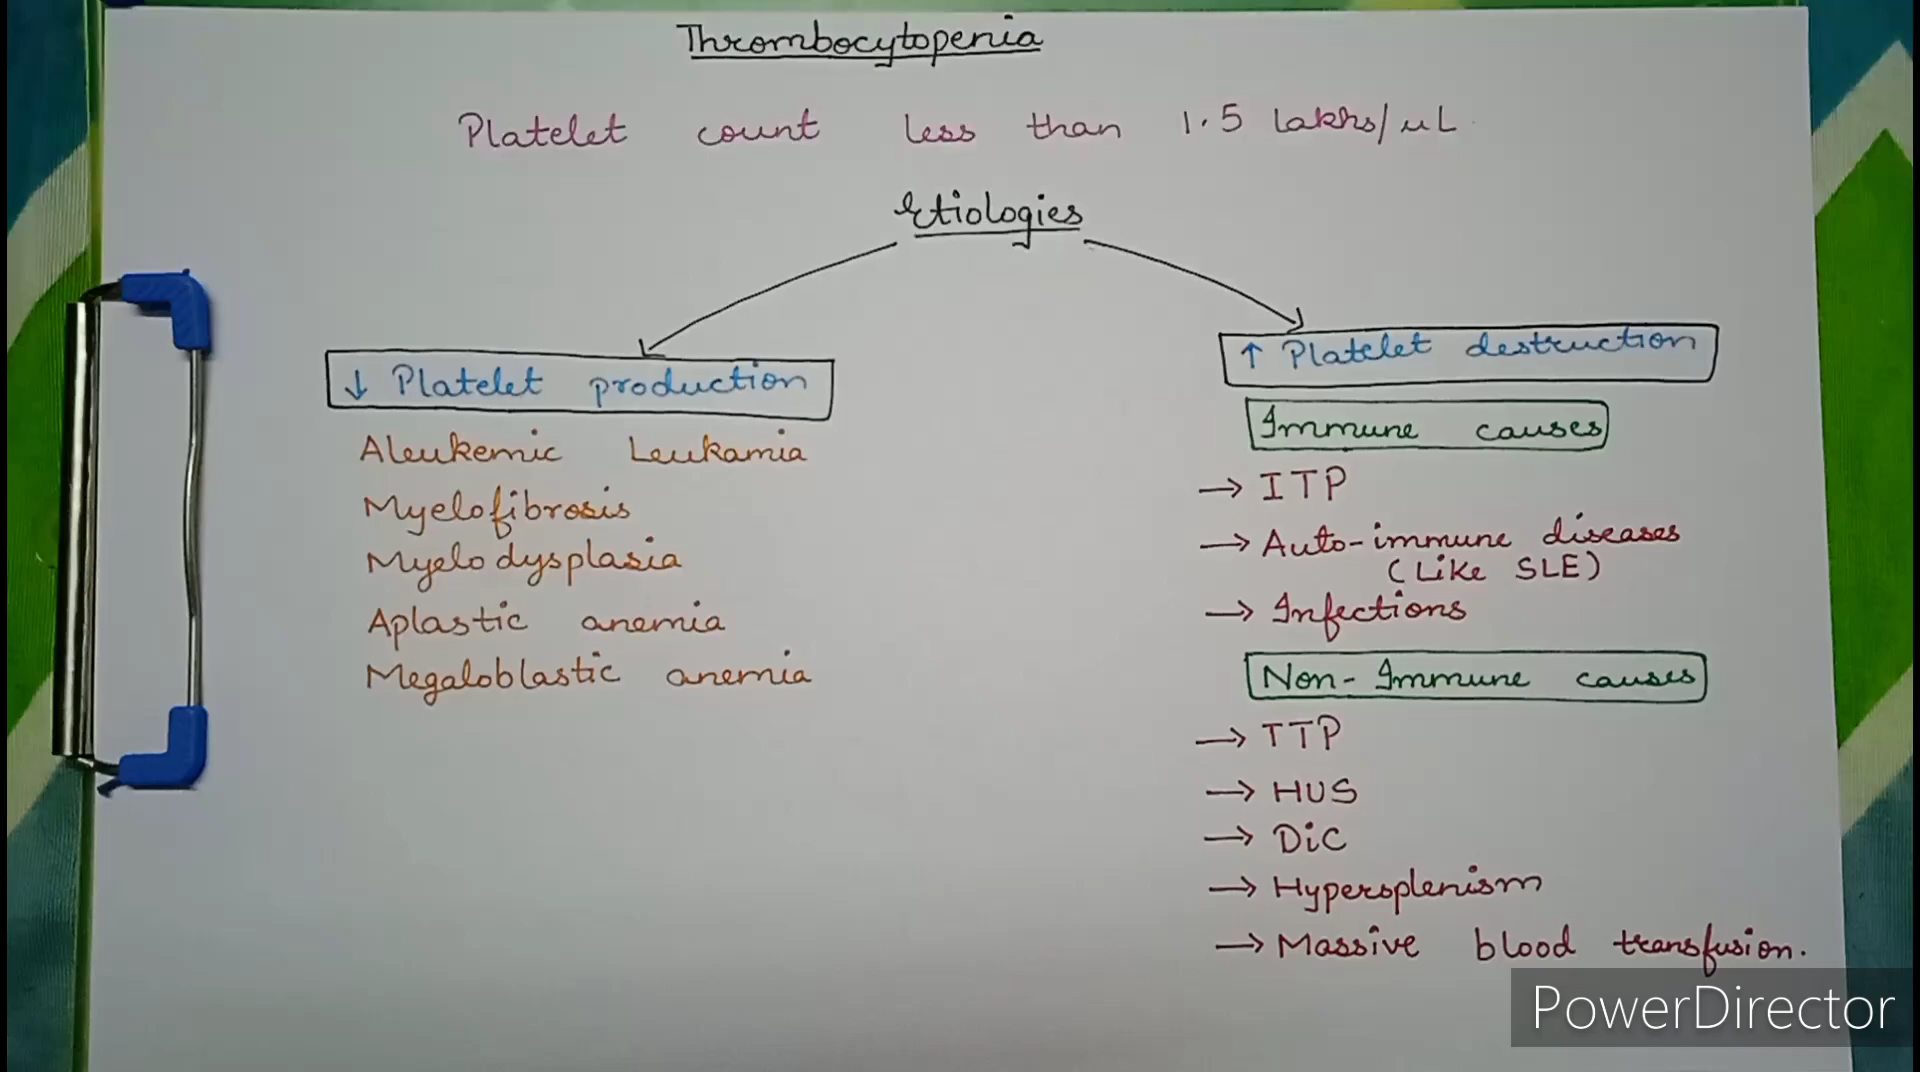 Thrombocytopenia
Platelet count less than 1.5 lakhs/uL
Etiologies
↓ Platelet production
Aleukemic Leukamia
Myelofibrosis
Myelodysplasia
Aplastic anemia
Megaloblastic anemia
↑ Platelet destruction
Immune causes
→ ITP
→ Auto-immune diseases
(Like SLE)
→ Infections
Non-Immune causes
→ TTP
→ HUS
→ DiC
→ Hypersplenism
→ Massive blood transfusion.
PowerDirector